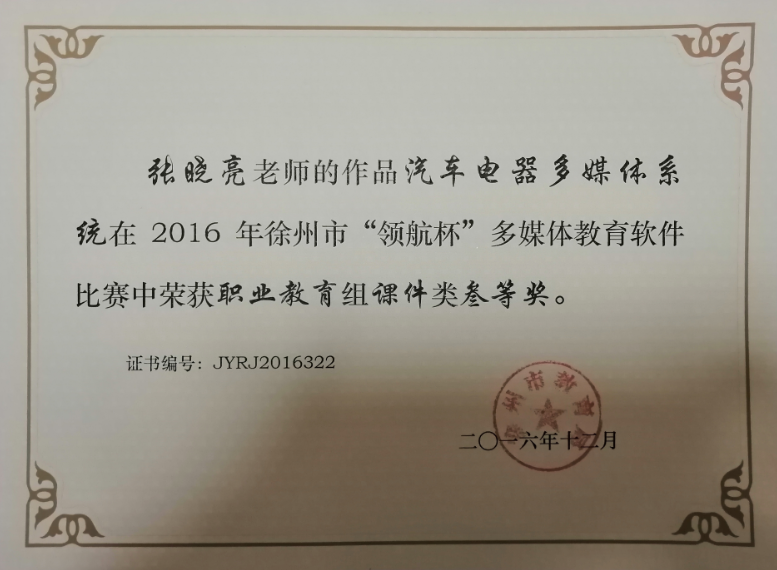 张晓亮老师的作品汽车电器多媒体系
统在 2016 年徐州市“领航杯”多媒体教育软件
比赛中荣获职业教育组课件类叁等奖。
证书编号：JYRJ2016322
二〇一六年十二月